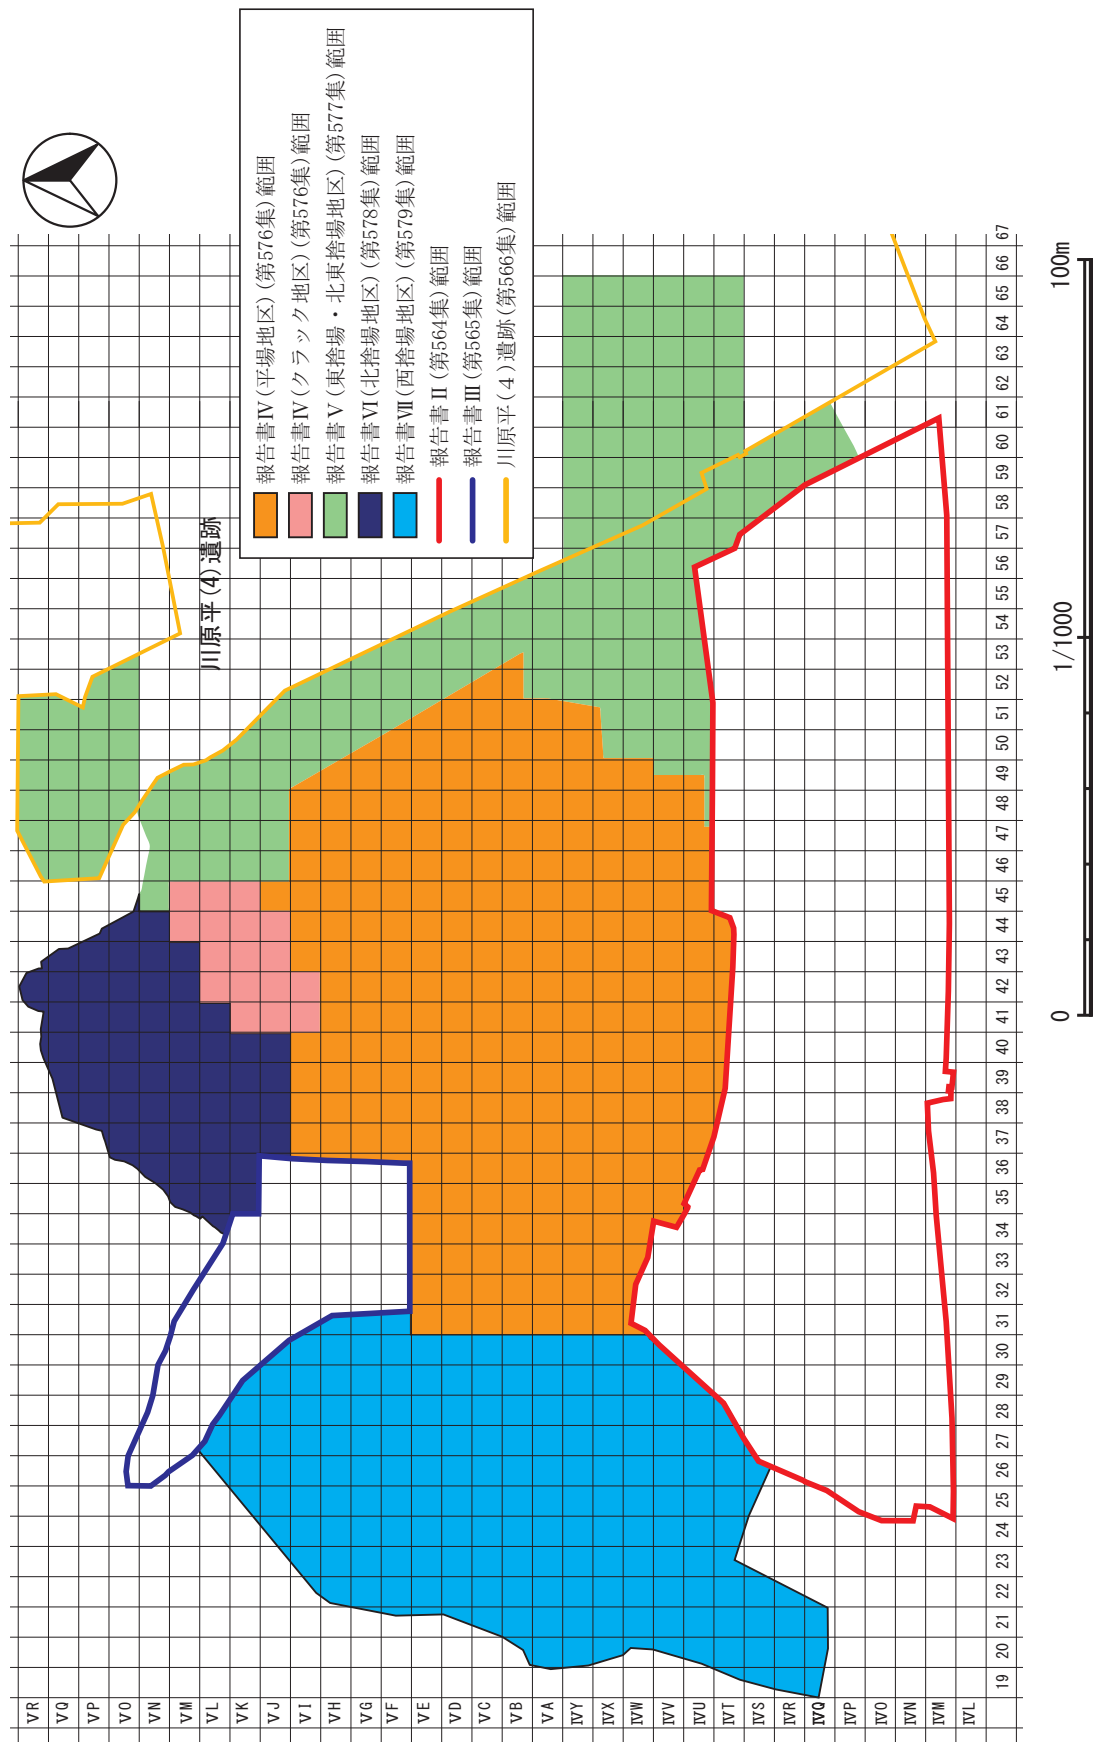 報告書Ⅳ(平場地区)(第576集)範囲
報告書Ⅳ(クラック地区)(第576集)範囲
報告書Ⅴ(東捨場・北東捨場地区)(第577集)範囲
報告書Ⅵ(北捨場地区)(第578集)範囲
報告書Ⅶ(西捨場地区)(第579集)範囲
報告書Ⅱ(第564集)範囲
報告書Ⅲ(第565集)範囲
川原平(4)遺跡(第566集)範囲
川原平(4)遺跡
ⅤR
ⅤQ
ⅤP
ⅤO
ⅤN
ⅤM
ⅤL
ⅤK
ⅤJ
ⅤI
ⅤH
ⅤG
ⅤF
ⅤE
ⅤD
ⅤC
ⅤB
ⅤA
ⅣY
ⅣX
ⅣW
ⅣV
ⅣU
ⅣT
ⅣS
ⅣR
ⅣQ
ⅣP
ⅣO
ⅣN
ⅣM
ⅣL
19 20 21 22 23 24 25 26 27 28 29 30 31 32 33 34 35 36 37 38 39 40 41 42 43 44 45 46 47 48 49 50 51 52 53 54 55 56 57 58 59 60 61 62 63 64 65 66 67
0 1/1000 100m